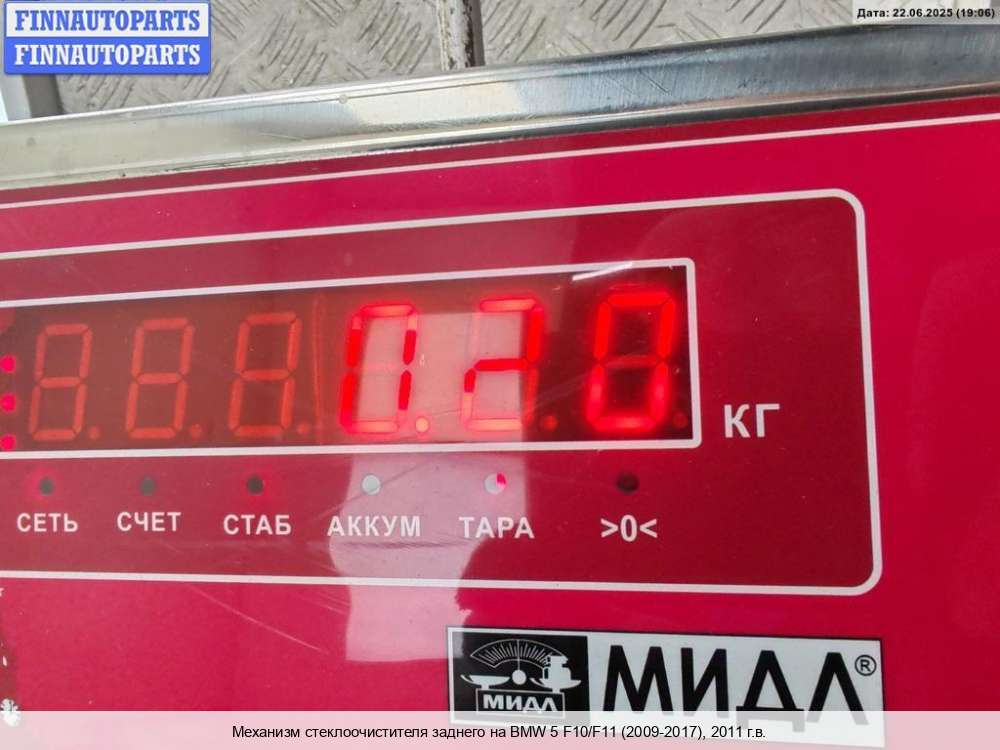 FINNAUTOPARTS
FINNAUTOPARTS
Дата: 22.06.2025 (19:06)
0.20
КГ
СЕТЬ СЧЕТ СТАБ АККУМ ТАРА >0<
МИДЛ
МИДЛ®
Механизм стеклоочистителя заднего на BMW 5 F10/F11 (2009-2017), 2011 г.в.